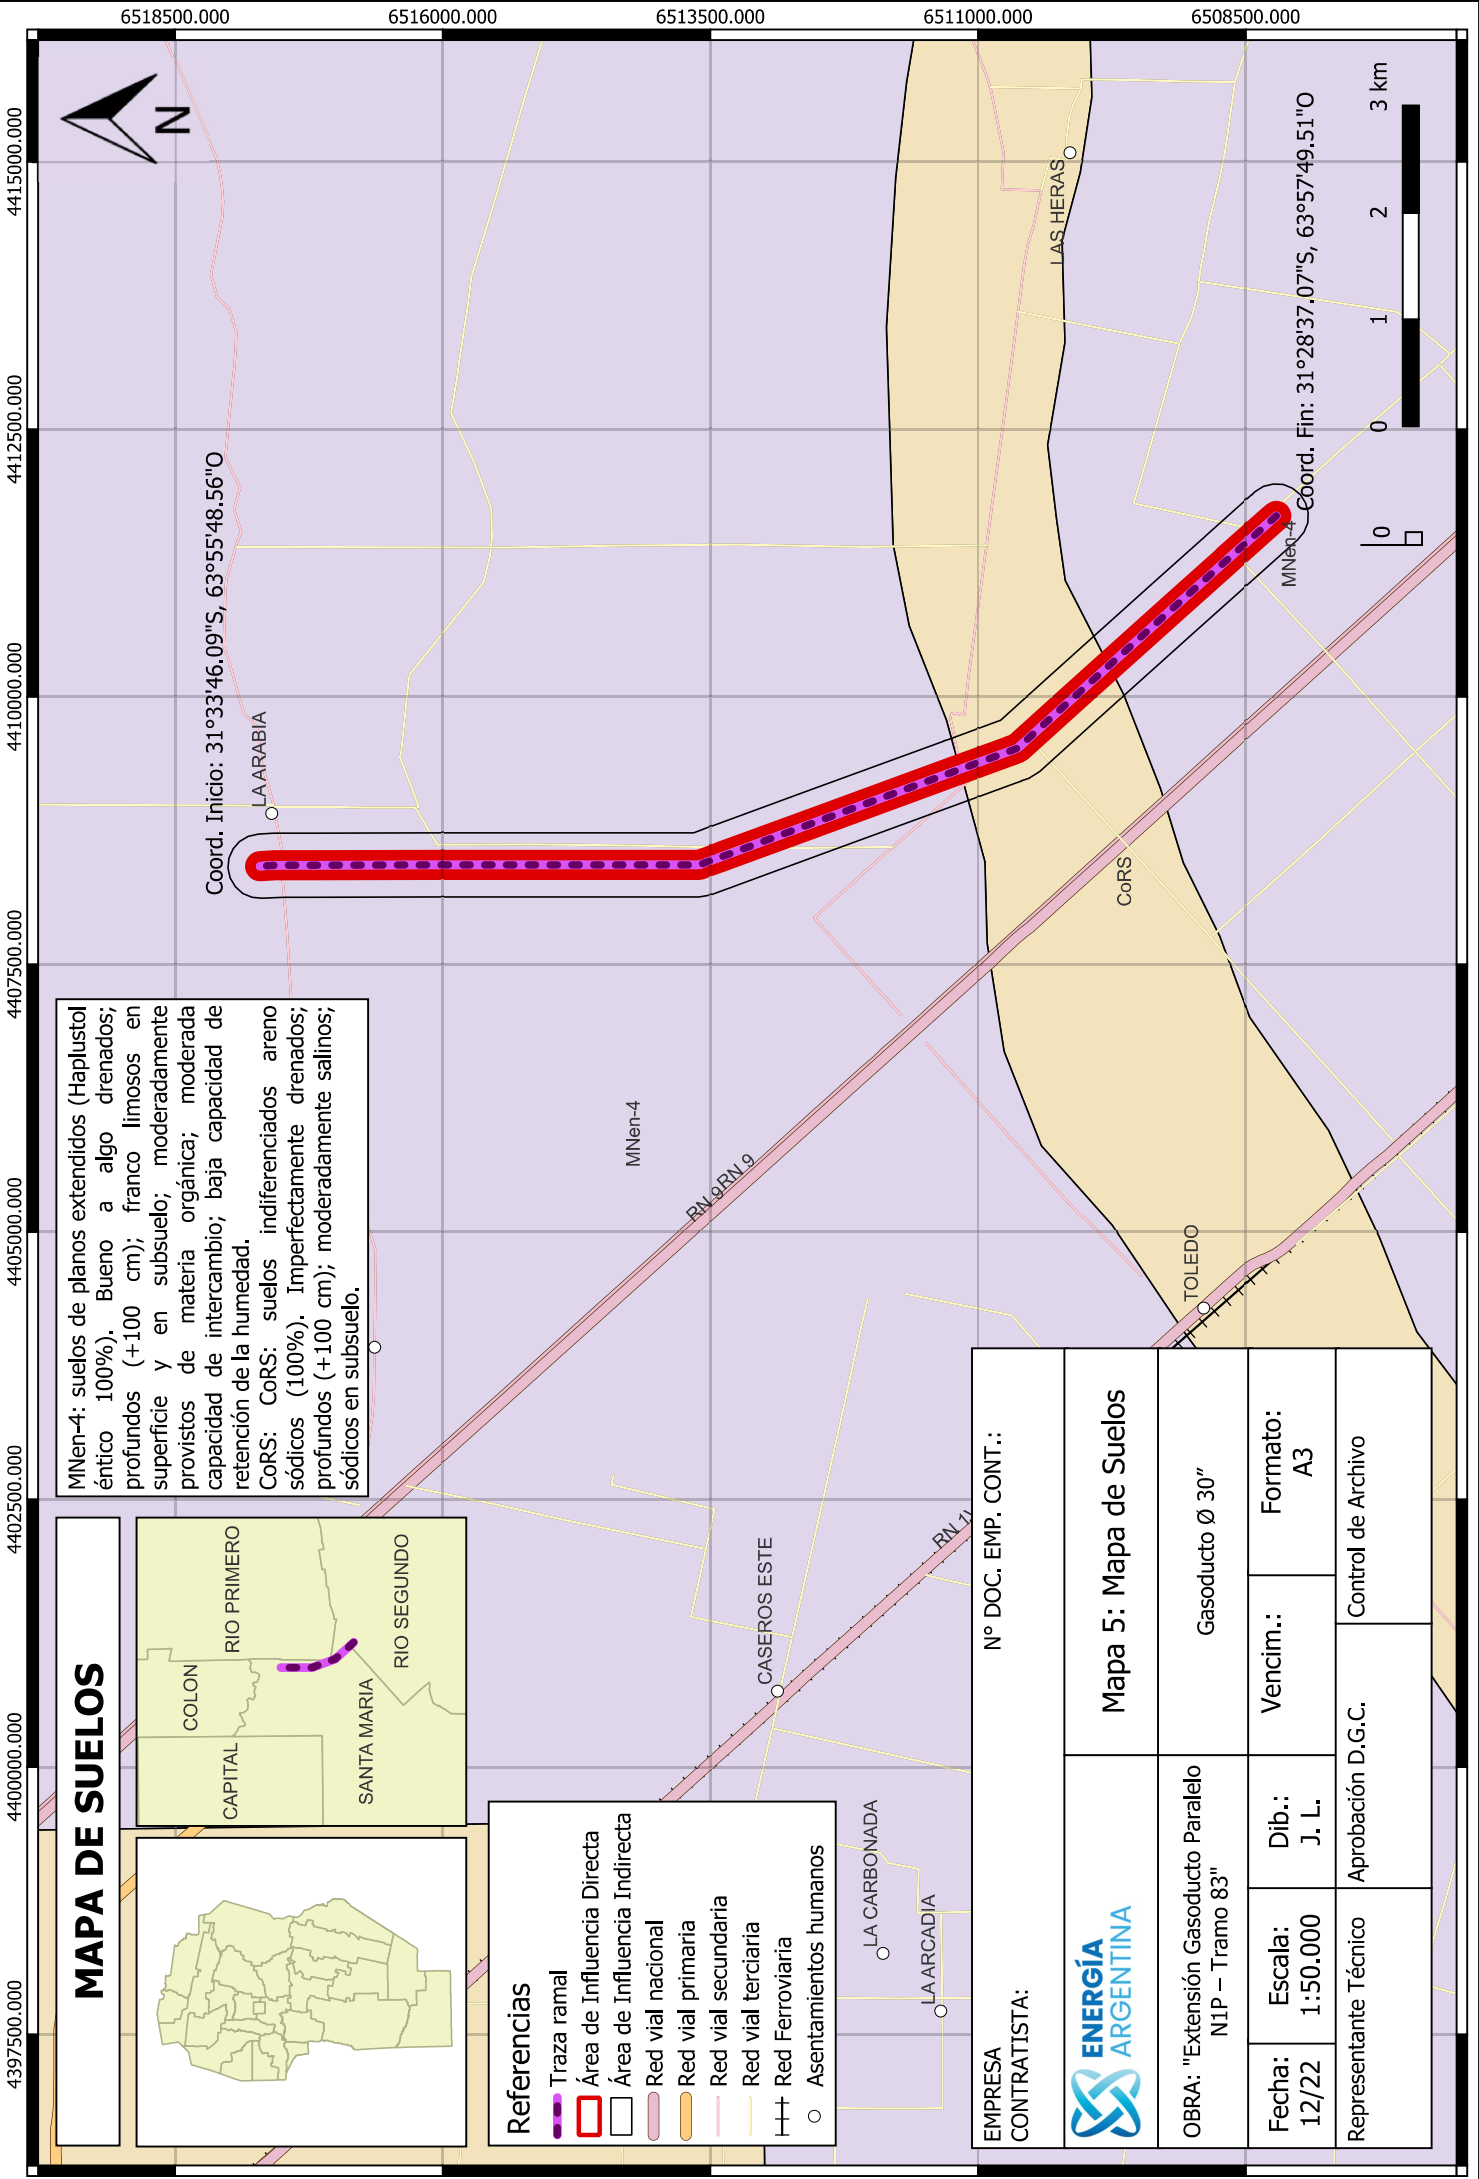 MAPA DE SUELOS
COLON
RIO PRIMERO
CAPITAL
SANTA MARIA
RIO SEGUNDO
MNen-4: suelos de planos extendidos (Haplustol
éntico 100%). Bueno a algo drenados;
profundos (+100 cm); franco limosos en
superficie y en subsuelo; moderadamente
provistos de materia orgánica; moderada
capacidad de intercambio; baja capacidad de
retención de la humedad.
CoRS: CoRS: suelos indiferenciados areno
sódicos (100%). Imperfectamente drenados;
profundos (+100 cm); moderadamente salinos;
sódicos en subsuelo.
Referencias
Traza ramal
Área de Influencia Directa
Área de Influencia Indirecta
Red vial nacional
Red vial primaria
Red vial secundaria
Red vial terciaria
Red Ferroviaria
Asentamientos humanos
4397500.000
4400000.000
4402500.000
4405000.000
4407500.000
4410000.000
4412500.000
4415000.000
6518500.000
6516000.000
6513500.000
6511000.000
6508500.000
N
Coord. Inicio: 31°33'46.09"S, 63°55'48.56"O
LA ARABIA
MNen-4
RN 9
RN 9
CASEROS ESTE
LA CARBONADA
LA ARCADIA
RN 1V
LAS HERAS
CoRS
TOLEDO
MNen-4
Coord. Fin: 31°28'37.07"S, 63°57'49.51"O
0
0
1
2
3 km
EMPRESA
CONTRATISTA:
N° DOC. EMP. CONT.:
ENERGÍA
ARGENTINA
Mapa 5: Mapa de Suelos
OBRA: "Extensión Gasoducto Paralelo
N1P – Tramo 83"
Gasoducto Ø 30”
Fecha:
12/22
Escala:
1:50.000
Dib.:
J. L.
Vencim.:
Formato:
A3
Representante Técnico
Aprobación D.G.C.
Control de Archivo